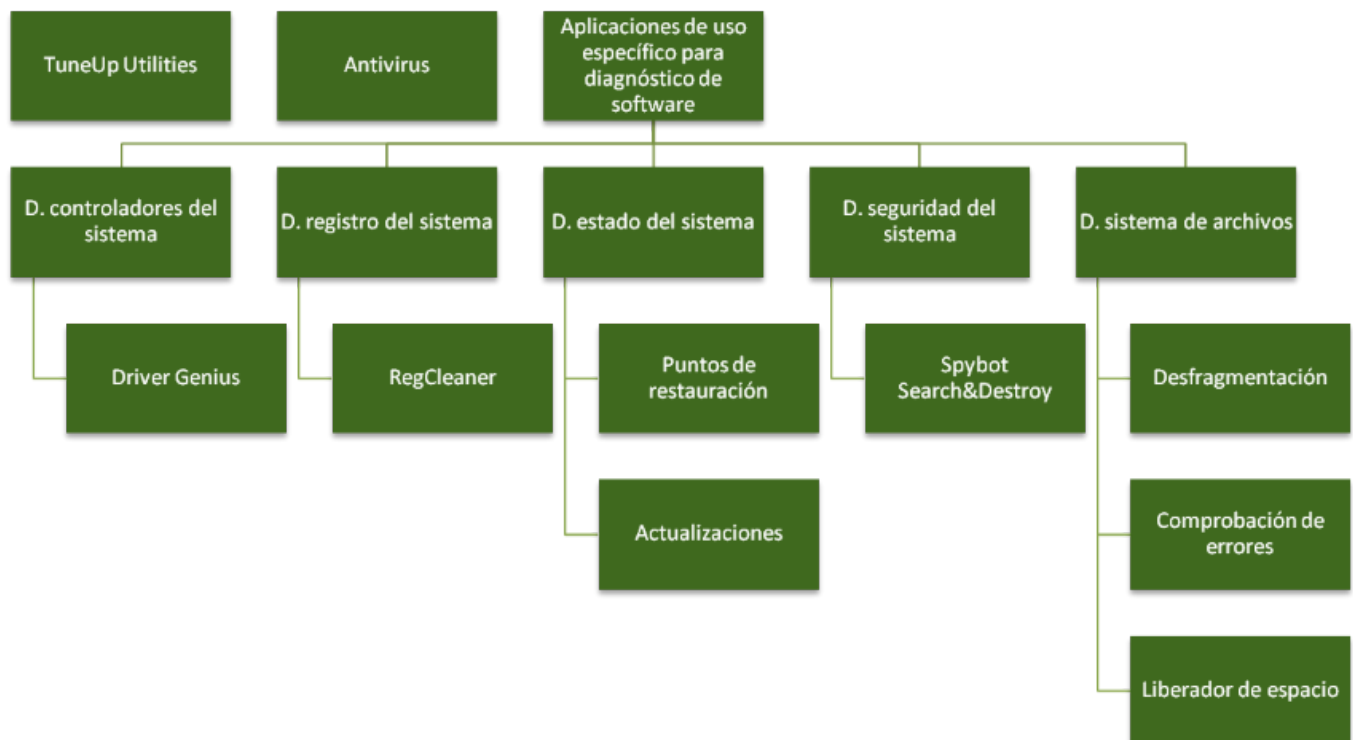 TuneUp Utilities
Antivirus
Aplicaciones de uso
específico para
diagnóstico de
software
D. controladores del
sistema
D. registro del sistema
D. estado del sistema
D. seguridad del
sistema
D. sistema de archivos
Driver Genius
RegCleaner
Puntos de
restauración
Spybot
Search&Destroy
Desfragmentación
Actualizaciones
Comprobación de
errores
Liberador de espacio